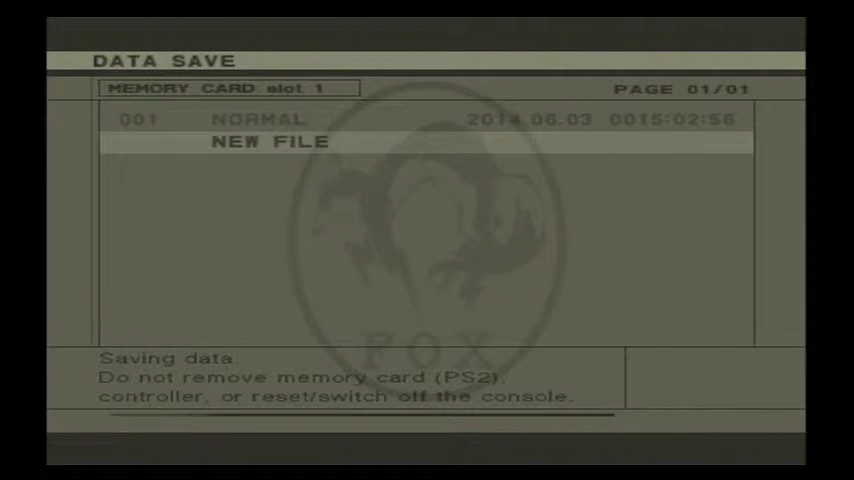 DATA SAVE
MEMORY CARD slot 1 PAGE 01/01
001 NORMAL 2014.06.03 0015:02:56
NEW FILE
FOX
Saving data.
Do not remove memory card (PS2),
controller, or reset/switch off the console.